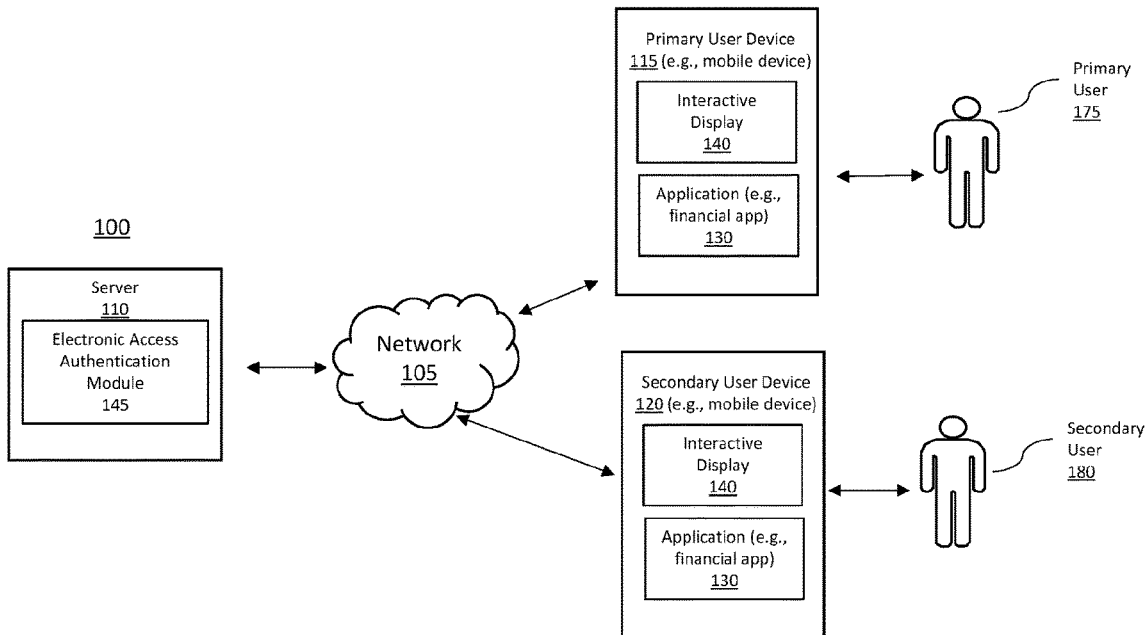 100
Server
110
Electronic Access
Authentication
Module
145
Network
105
Primary User Device
115 (e.g., mobile device)
Interactive
Display
140
Application (e.g.,
financial app)
130
Primary
User
175
Secondary User Device
120 (e.g., mobile device)
Interactive
Display
140
Application (e.g.,
financial app)
130
Secondary
User
180